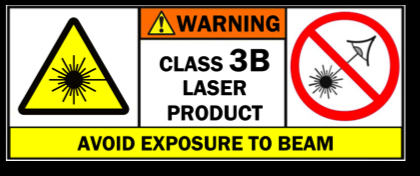 WARNING
CLASS 3B
LASER
PRODUCT
AVOID EXPOSURE TO BEAM